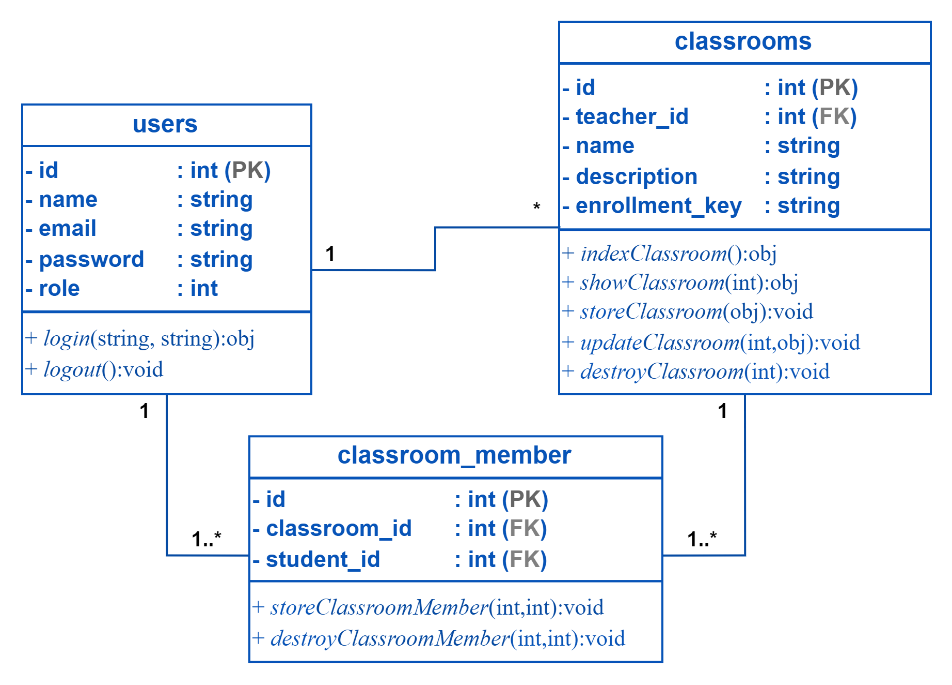 users
- id : int (PK)
- name : string
- email : string
- password : string
- role : int
+ login(string, string):obj
+ logout():void
1
*
1
1..*
classrooms
- id : int (PK)
- teacher_id : int (FK)
- name : string
- description : string
- enrollment_key : string
+ indexClassroom():obj
+ showClassroom(int):obj
+ storeClassroom(obj):void
+ updateClassroom(int,obj):void
+ destroyClassroom(int):void
1
1..*
classroom_member
- id : int (PK)
- classroom_id : int (FK)
- student_id : int (FK)
+ storeClassroomMember(int,int):void
+ destroyClassroomMember(int,int):void